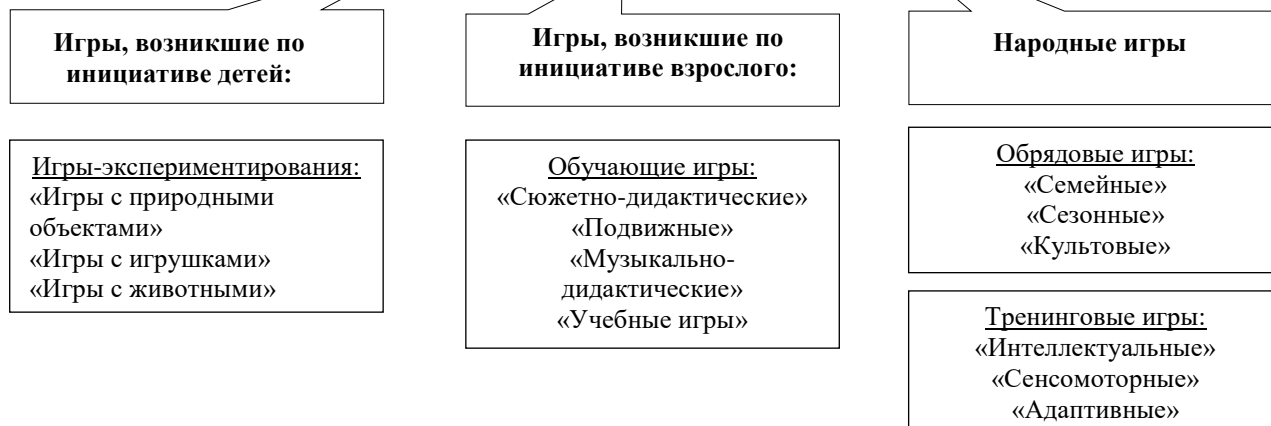 Игры, возникшие по
инициативе детей:
Игры-экспериментирования:
«Игры с природными
объектами»
«Игры с игрушками»
«Игры с животными»
Игры, возникшие по
инициативе взрослого:
Обучающие игры:
«Сюжетно-дидактические»
«Подвижные»
«Музыкально-
дидактические»
«Учебные игры»
Народные игры
Обрядовые игры:
«Семейные»
«Сезонные»
«Культовые»
Тренинговые игры:
«Интеллектуальные»
«Сенсомоторные»
«Адаптивные»